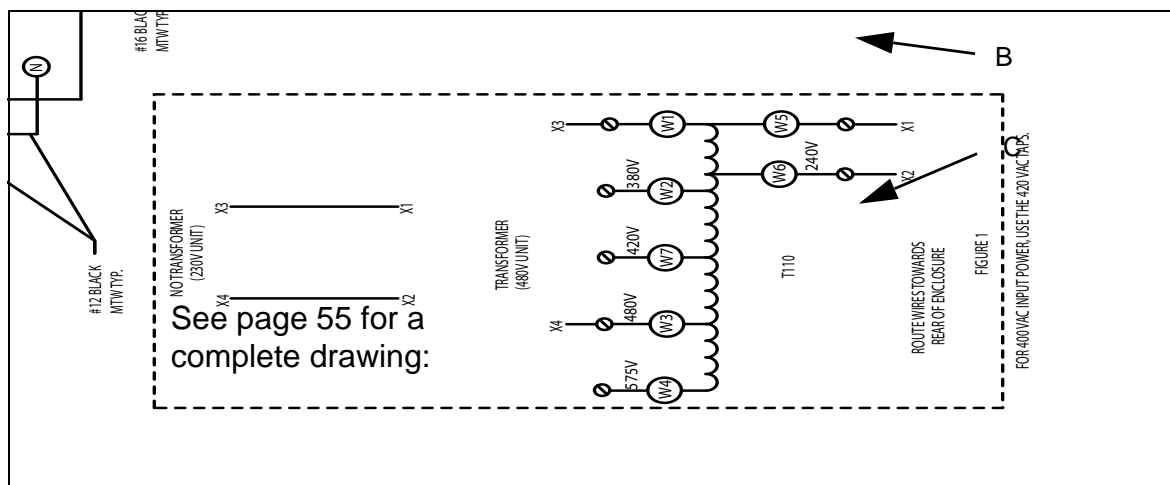 #16 BLAC
MTW TYP.
N
#12 BLACK
MTW TYP.
NO TRANSFORMER
(230V UNIT)
X3
X1
X4
X2
See page 55 for a
complete drawing:
TRANSFORMER
(480V UNIT)
X3
W1
380V
W2
420V
W7
X4
480V
W3
575V
W4
W5
X1
W6
240V
X2
T110
ROUTE WIRES TOWARDS
REAR OF ENCLOSURE
FIGURE 1
FOR 400 VAC INPUT POWER, USE THE 420 VAC TAPS.
B
C